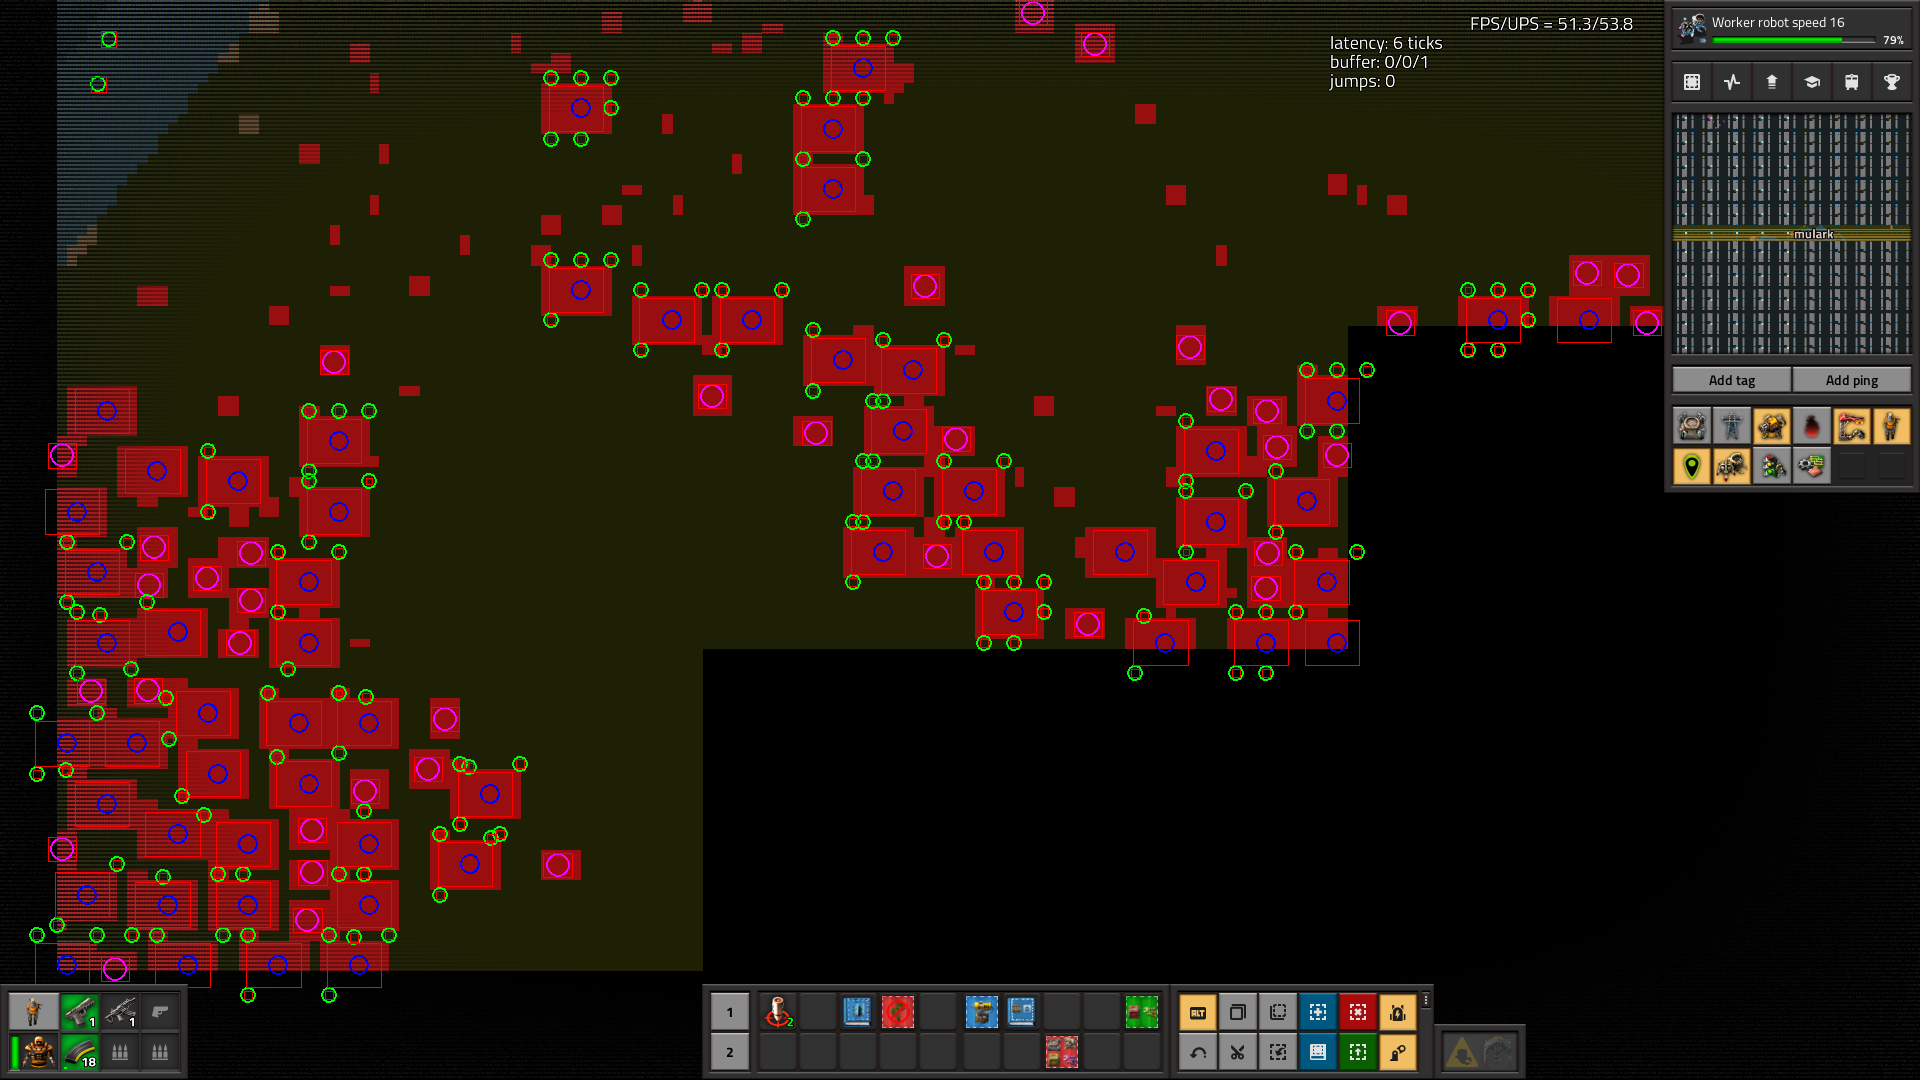 FPS/UPS = 51.3/53.8
latency: 6 ticks
buffer: 0/0/1
jumps: 0
Worker robot speed 16
79%
mulark
Add tag
Add ping
1
1
18
1
2
2
ALT